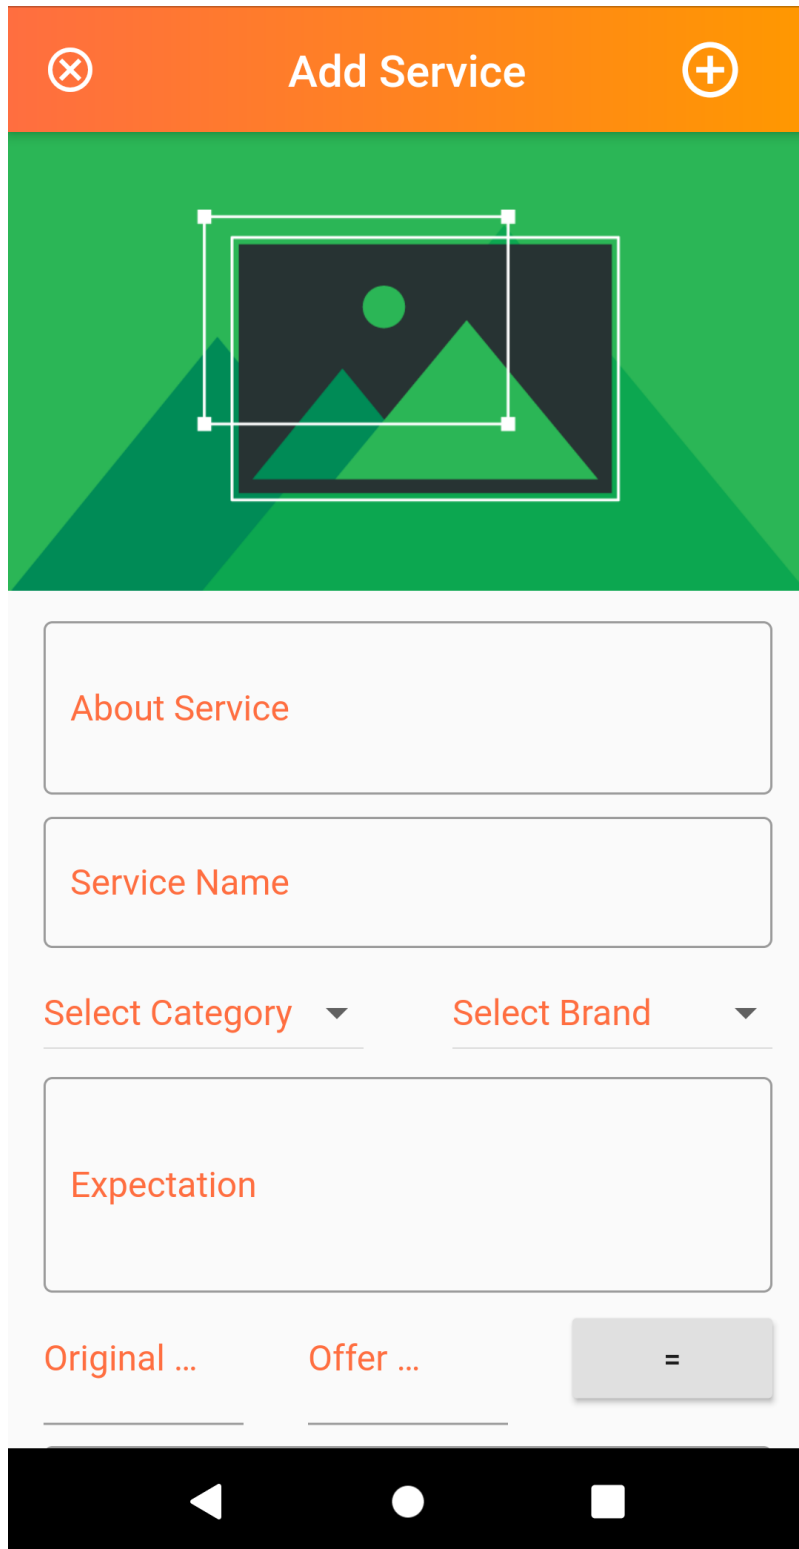 Add Service
About Service
Service Name
Select Category Select Brand
Expectation
Original ... Offer ... =